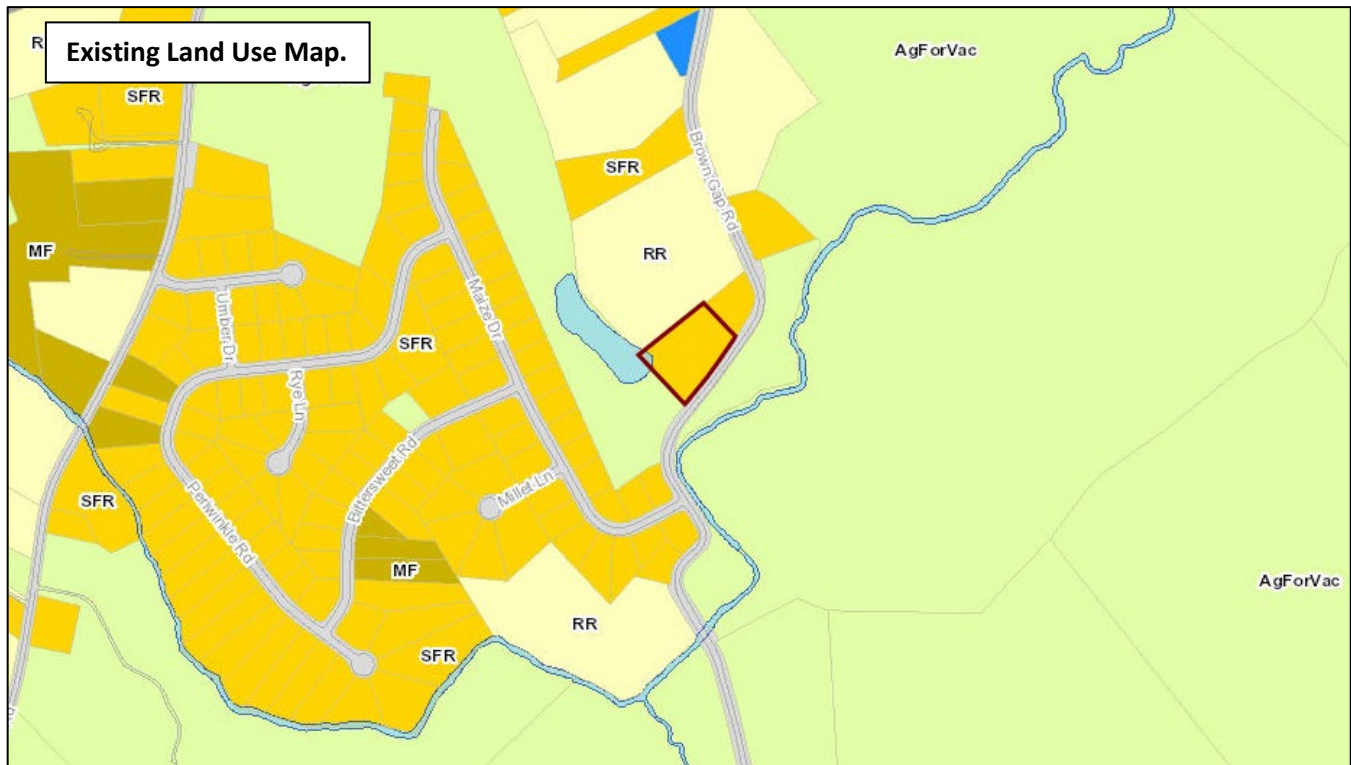 Existing Land Use Map.
AgForVac
SFR
SFR
Brown Gap Rd
MF
RR
Umber Dr
Maize Dr
SFR
Rye Ln
Bittersweet Rd
Millet Ln
SFR
Periwinkle Rd
MF
AgForVac
RR
SFR